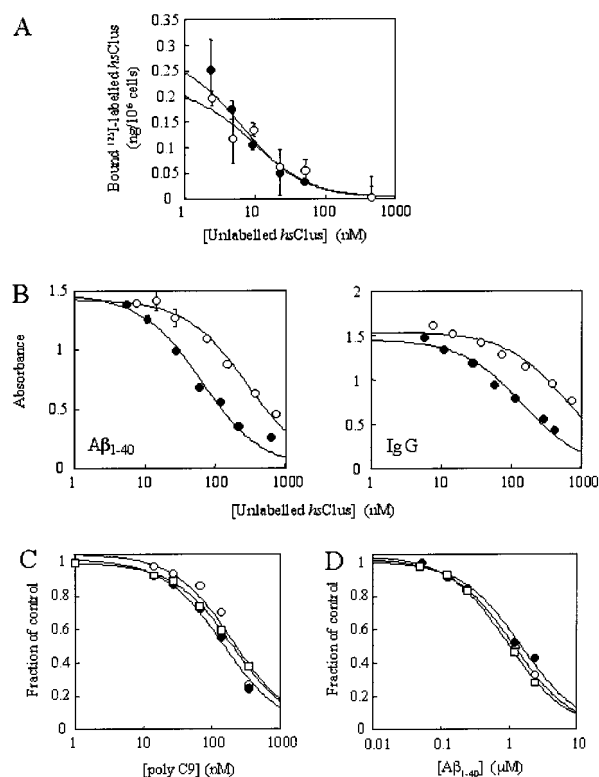 A
0.35
0.3
0.25
0.2
0.15
0.1
0.05
0
Bound ¹²⁵I-labelled hsClus
(ng/10⁶ cells)
1 10 100 1000
[Unlabelled hsClus] (nM)
B
1.5
1
0.5
0
Absorbance
Aβ₁₋₄₀
1 10 100 1000
2
1.5
1
0.5
0
Ig G
1 10 100 1000
[Unlabelled hsClus] (nM)
C
1
0.8
0.6
0.4
0.2
0
Fraction of control
1 10 100 1000
[poly C9] (nM)
D
1
0.8
0.6
0.4
0.2
0
Fraction of control
0.01 0.1 1 10
[Aβ₁₋₄₀] (μM)